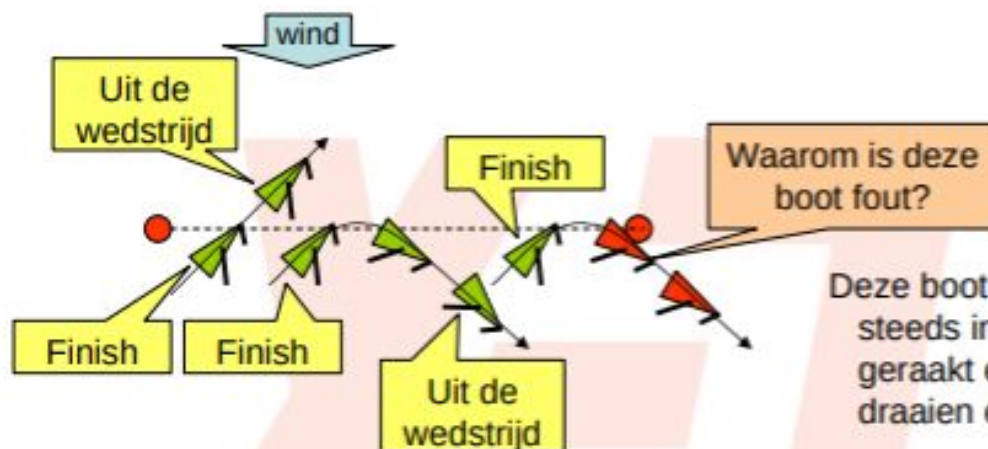 wind
Uit de
wedstrijd
Finish
Waarom is deze
boot fout?
Finish
Finish
Uit de
wedstrijd
Deze boot
steeds
geraakt
draaien